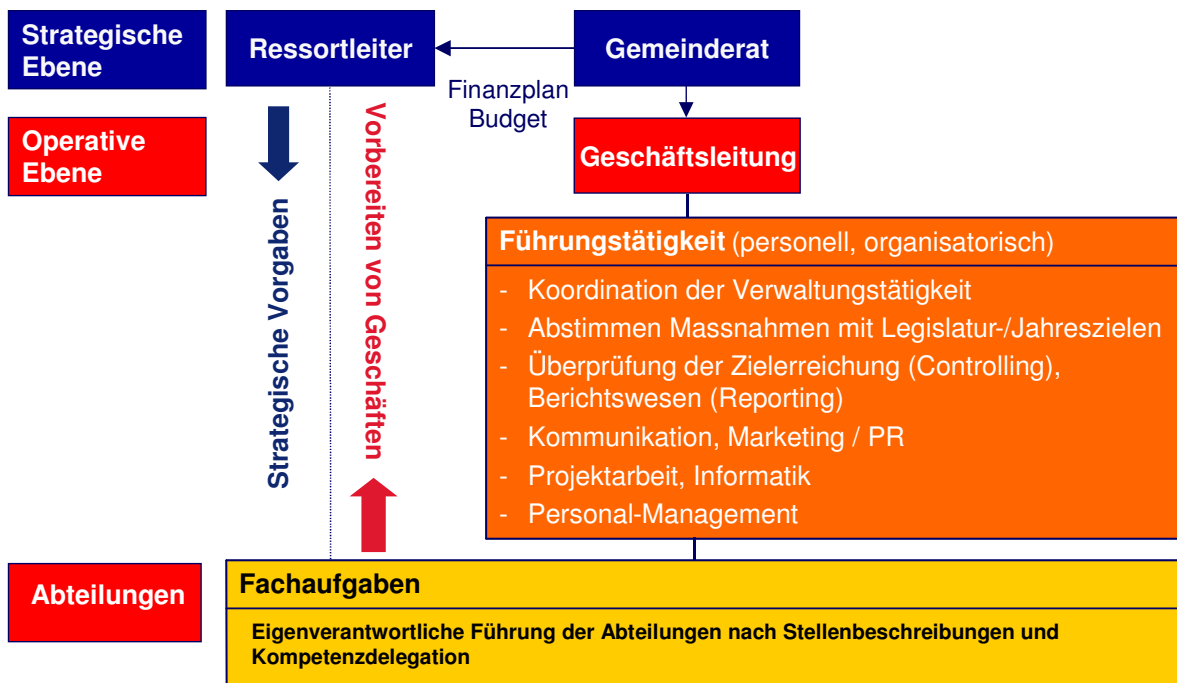 Strategische
Ebene
Ressortleiter
Gemeinderat
Finanzplan
Budget
Operative
Ebene
Geschäftsleitung
Strategische Vorgaben
Vorbereiten von Geschäften
Führungstätigkeit (personell, organisatorisch)
- Koordination der Verwaltungstätigkeit
- Abstimmen Massnahmen mit Legislatur-/Jahreszielen
- Überprüfung der Zielerreichung (Controlling),
Berichtswesen (Reporting)
- Kommunikation, Marketing / PR
- Projektarbeit, Informatik
- Personal-Management
Abteilungen
Fachaufgaben
Eigenverantwortliche Führung der Abteilungen nach Stellenbeschreibungen und
Kompetenzdelegation